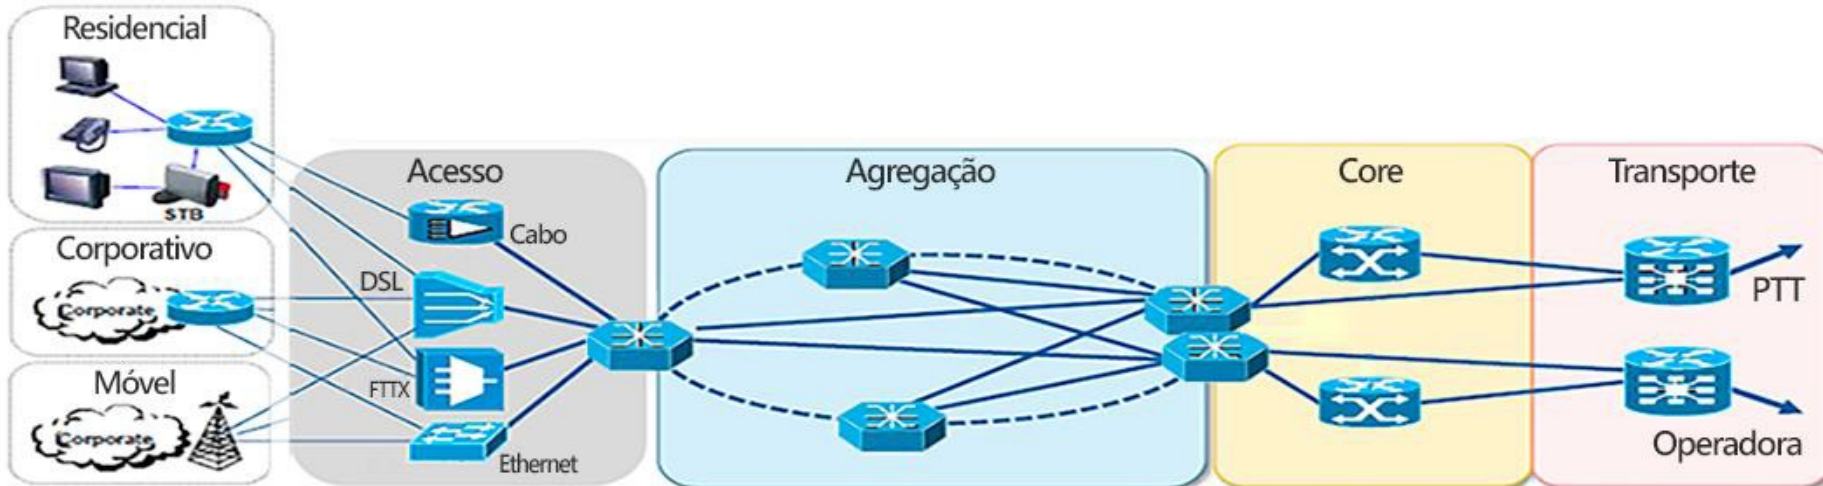 Residencial
STB
Corporativo
Corporate
Móvel
Corporate
Acesso
Cabo
DSL
FTTX
Ethernet
Agregação
Core
Transporte
PTT
Operadora